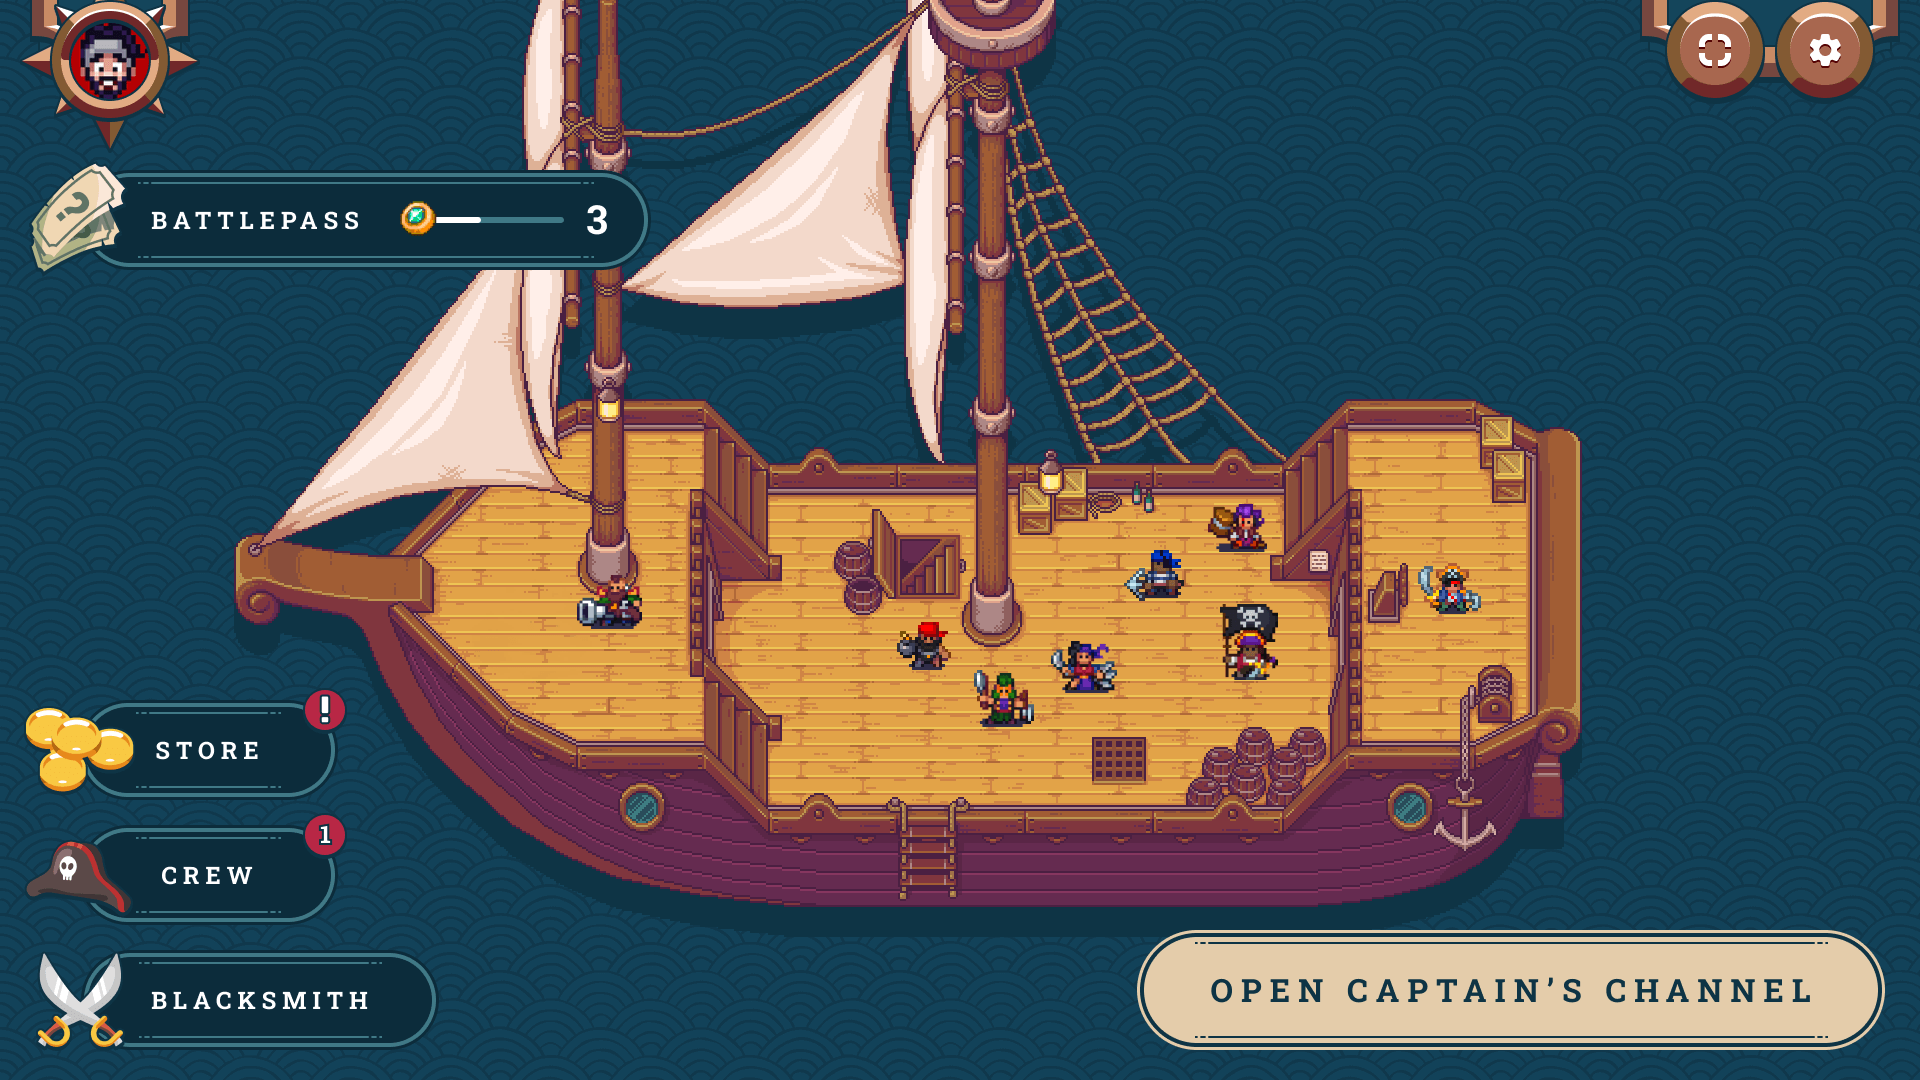 BATTLEPASS 3
STORE !
CREW 1
BLACKSMITH
OPEN CAPTAIN’S CHANNEL